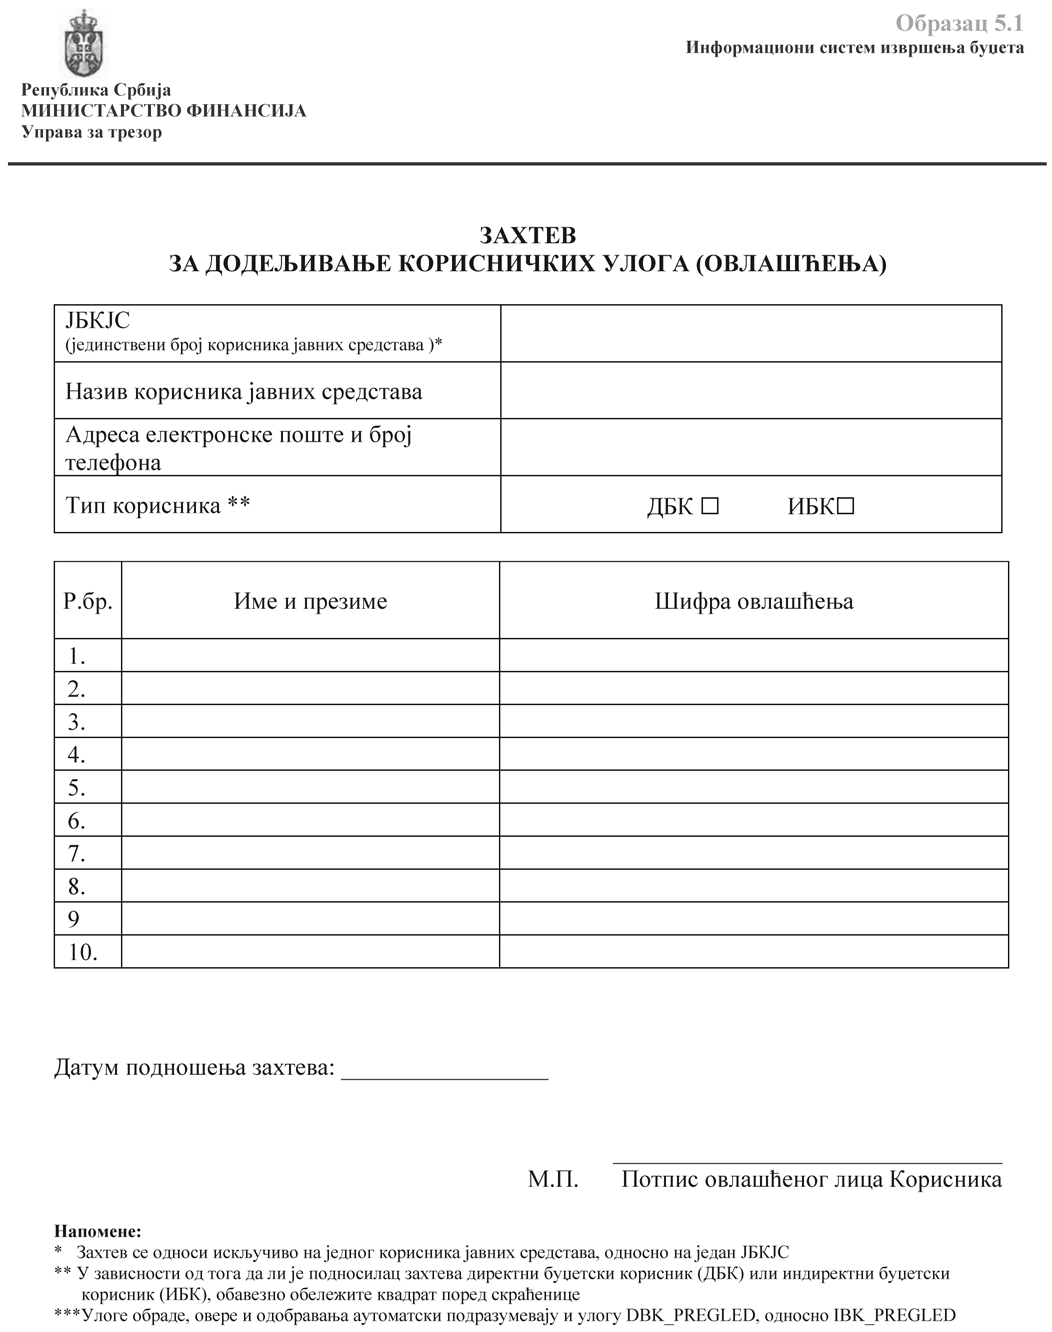 Образац 5.1
Информациони систем извршења буџета
Република Србија
МИНИСТАРСТВО ФИНАНСИЈА
Управа за трезор
ЗАХТЕВ
ЗА ДОДЕЉИВАЊЕ КОРИСНИЧКИХ УЛОГА (ОВЛАШЋЕЊА)
ЈБКЈС
(јединствени број корисника јавних средстава )*
Назив корисника јавних средстава
Адреса електронске поште и број
телефона
Тип корисника ** ДБК ☐ ИБК☐
Р.бр. Име и презиме Шифра овлашћења
1.
2.
3.
4.
5.
6.
7.
8.
9
10.
Датум подношења захтева: ________________
М.П. Потпис овлашћеног лица Корисника
Напомене:
* Захтев се односи искључиво на једног корисника јавних средстава, односно на један ЈБКЈС
** У зависности од тога да ли је подносилац захтева директни буџетски корисник (ДБК) или индиректни буџетски
корисник (ИБК), обавезно обележите квадрат поред скраћенице
***Улоге обраде, овере и одобравања аутоматски подразумевају и улогу DBK_PREGLED, односно IBK_PREGLED